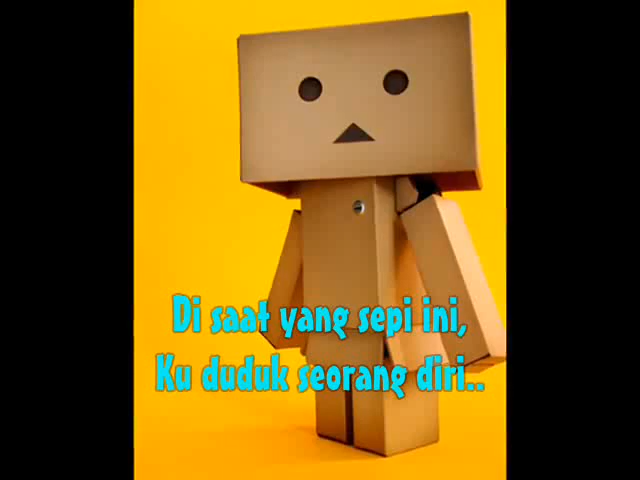 Di saat yang sepi ini,
Ku duduk seorang diri..